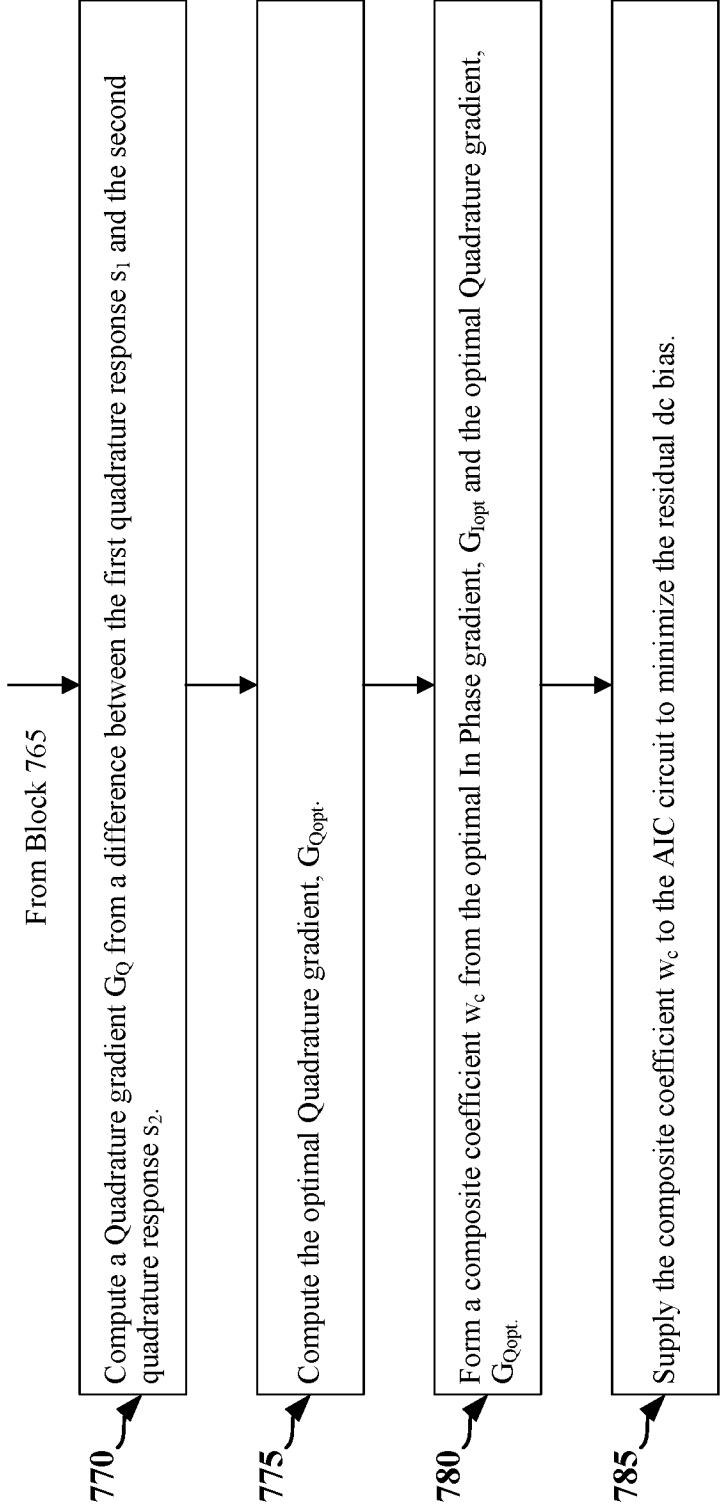 From Block 765
770
Compute a Quadrature gradient G_Q from a difference between the first quadrature response s₁ and the second
quadrature response s₂.
775
Compute the optimal Quadrature gradient, G_Qopt.
780
Form a composite coefficient w_c from the optimal In Phase gradient, G_Iopt and the optimal Quadrature gradient,
G_Qopt.
785
Supply the composite coefficient w_c to the AIC circuit to minimize the residual dc bias.